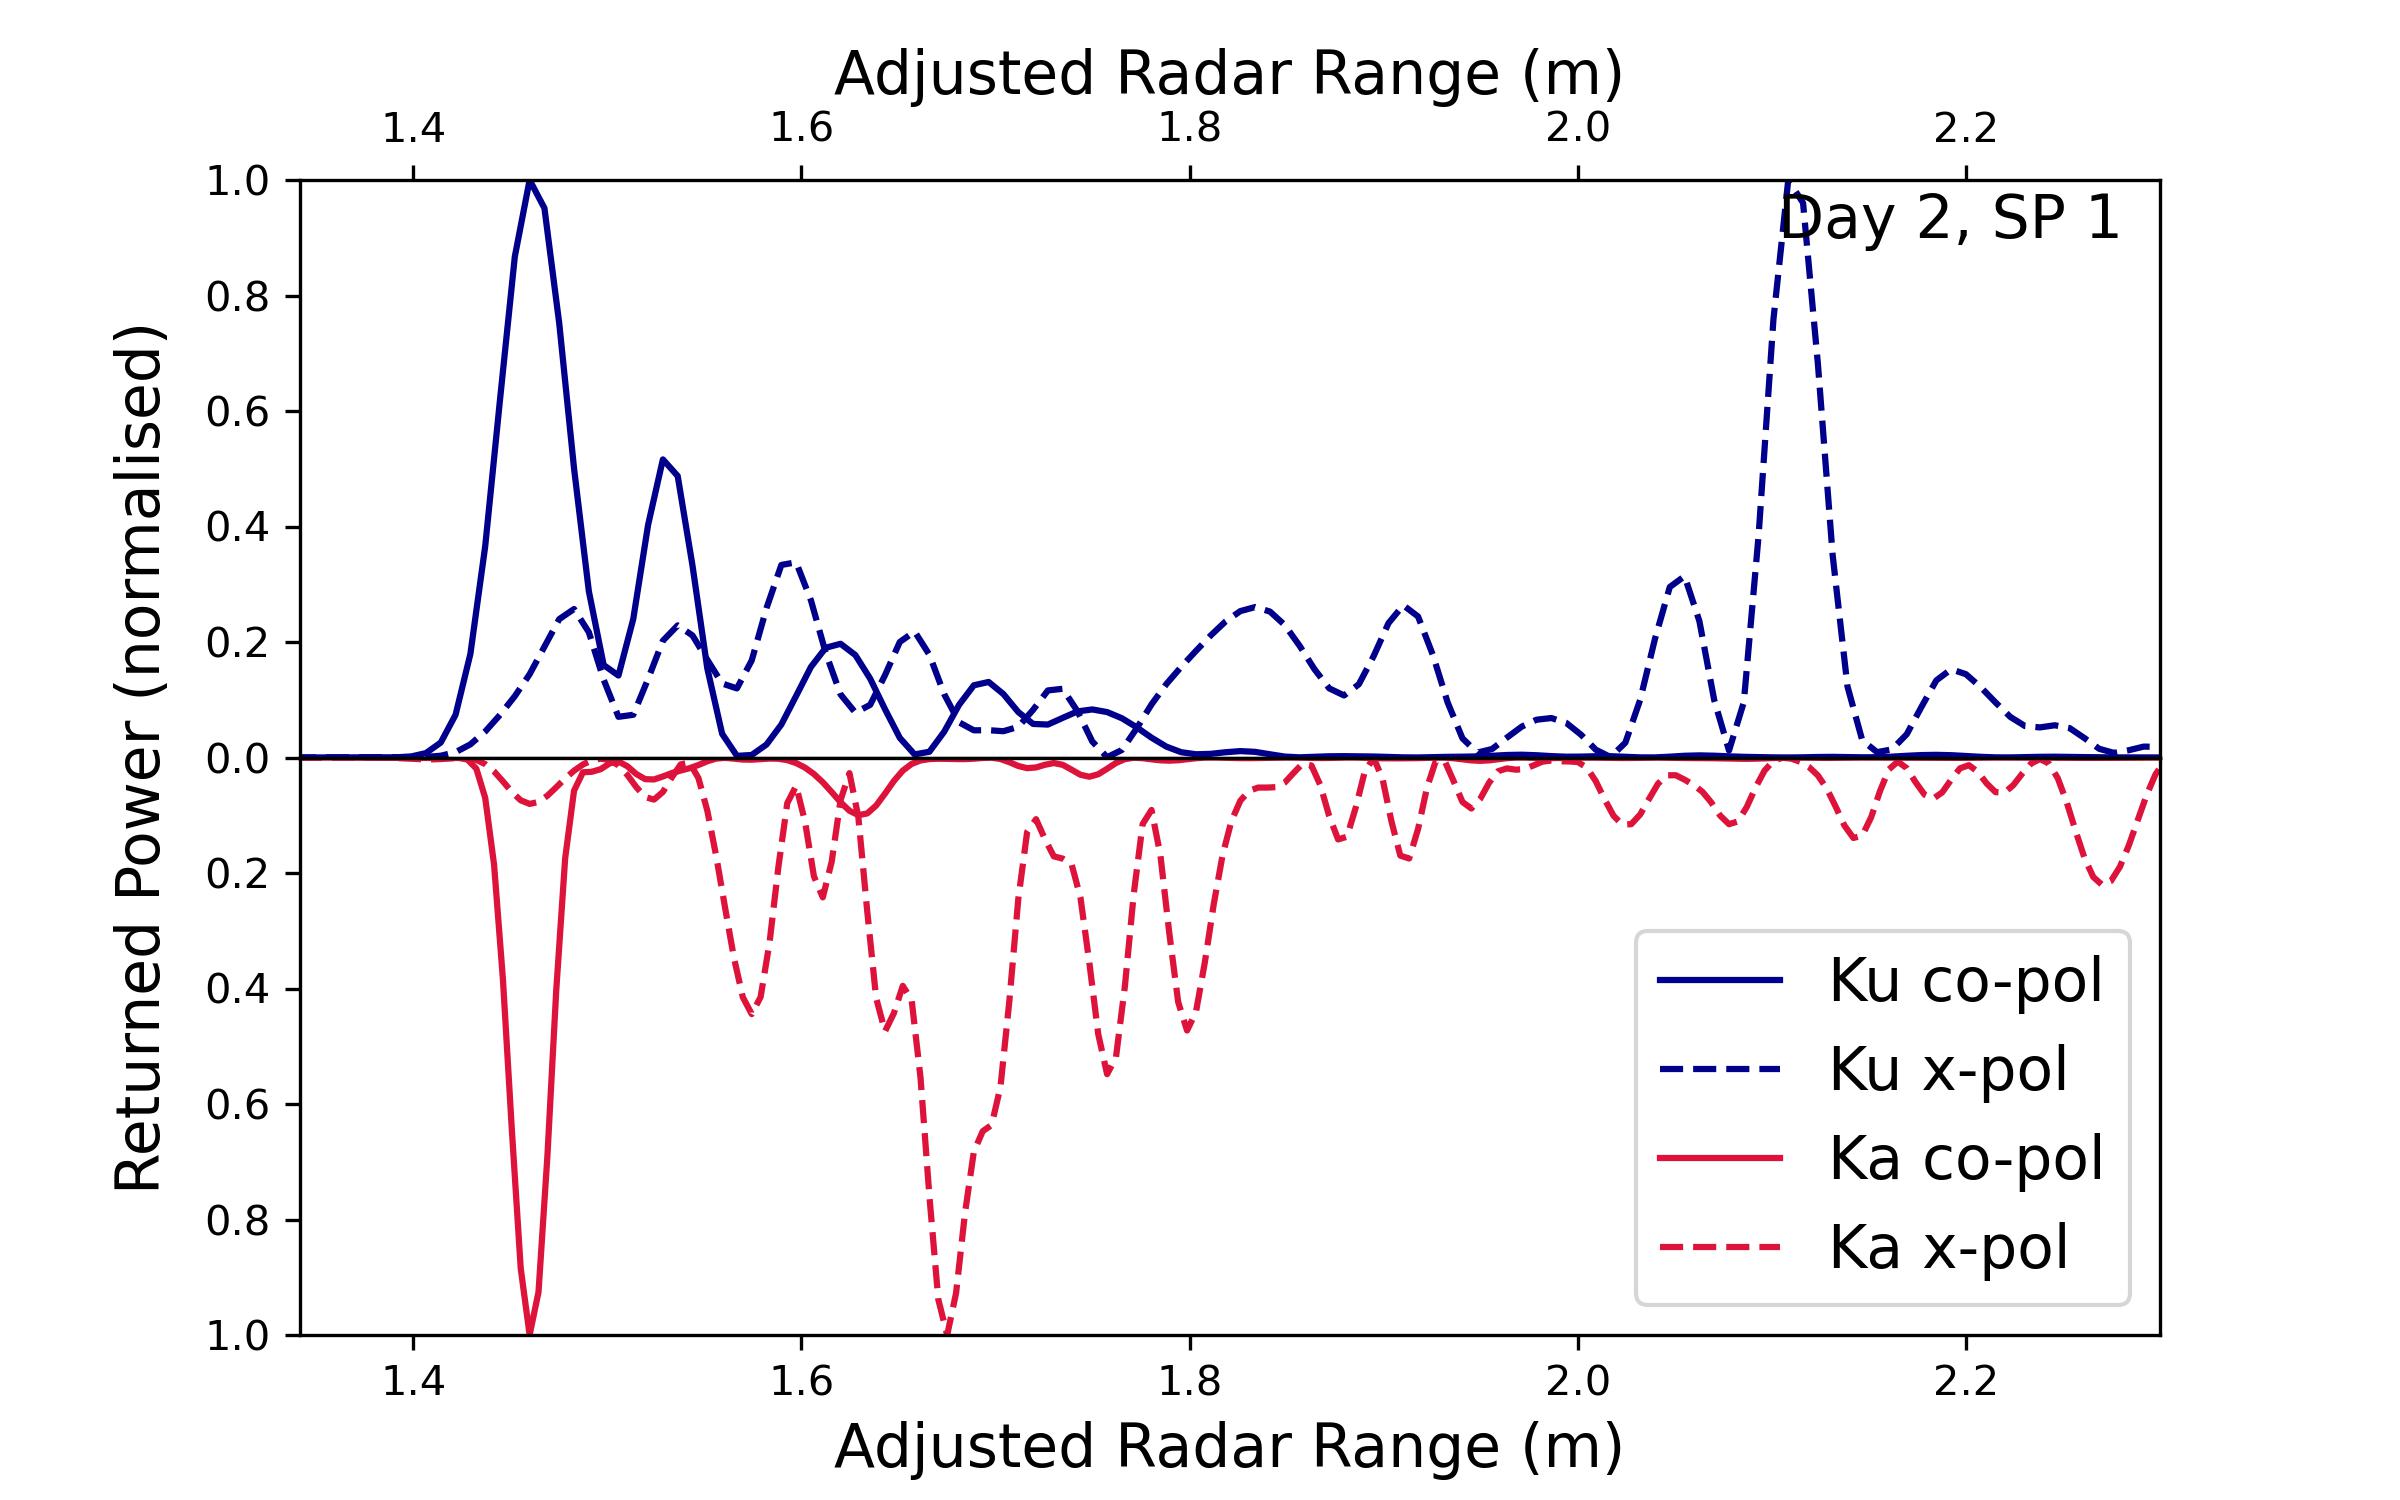 Adjusted Radar Range (m)
1.4 1.6 1.8 2.0 2.2
Day 2, SP 1
1.0
0.8
0.6
0.4
0.2
0.0
0.2
0.4
0.6
0.8
1.0
Returned Power (normalised)
Ku co-pol
Ku x-pol
Ka co-pol
Ka x-pol
1.4 1.6 1.8 2.0 2.2
Adjusted Radar Range (m)